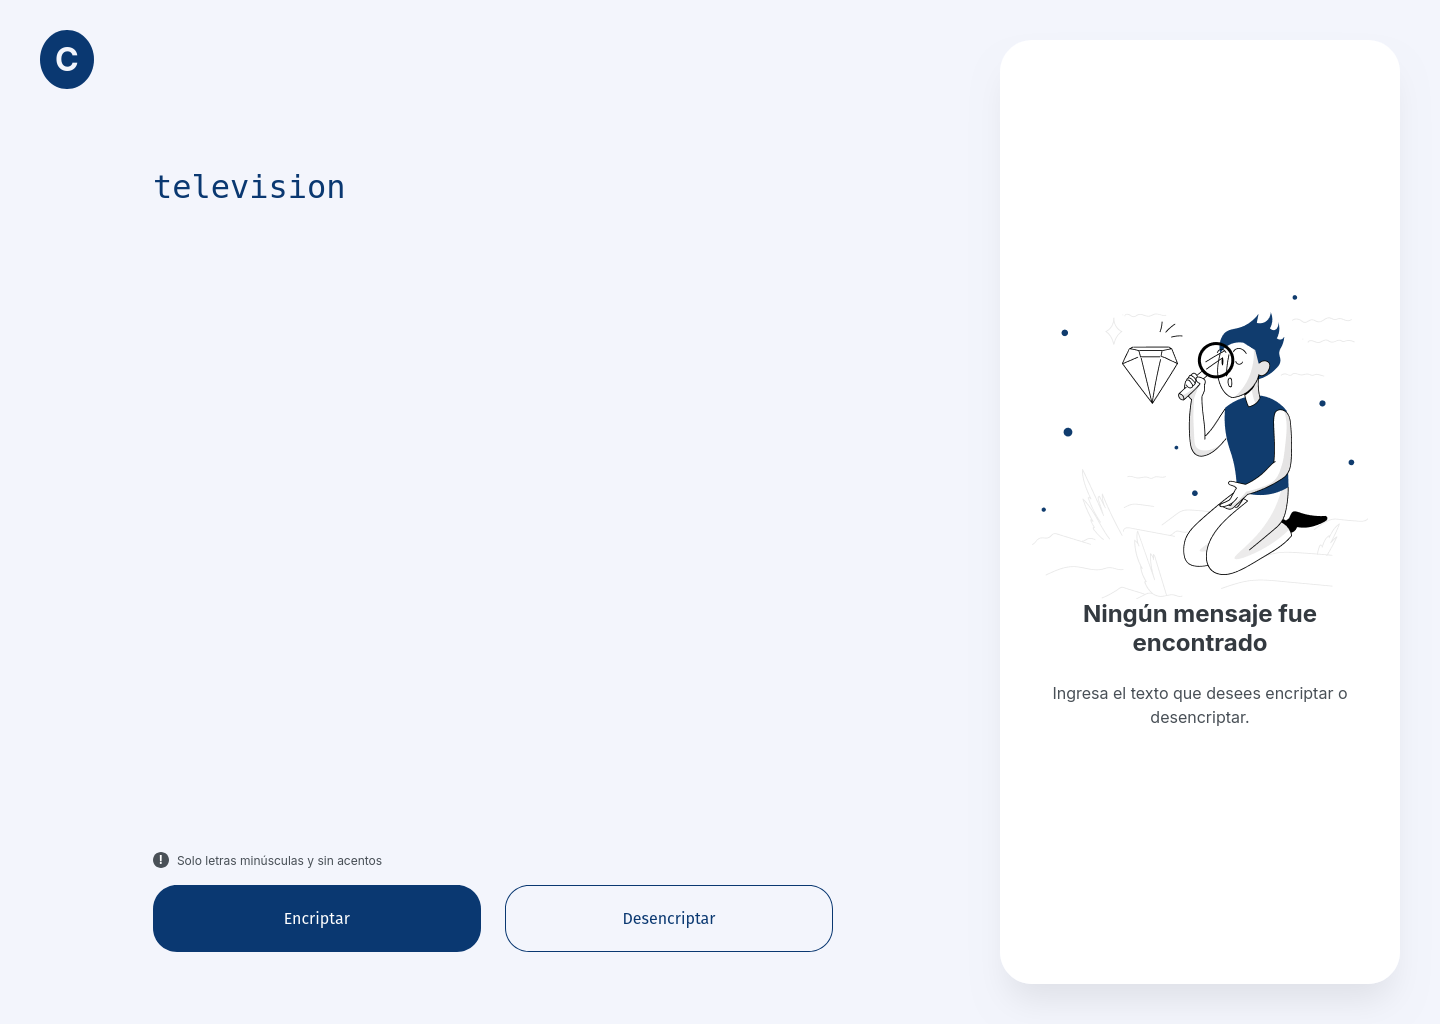 C
television
Ningún mensaje fue
encontrado
Ingresa el texto que desees encriptar o
desencriptar.
! Solo letras minúsculas y sin acentos
Encriptar
Desencriptar